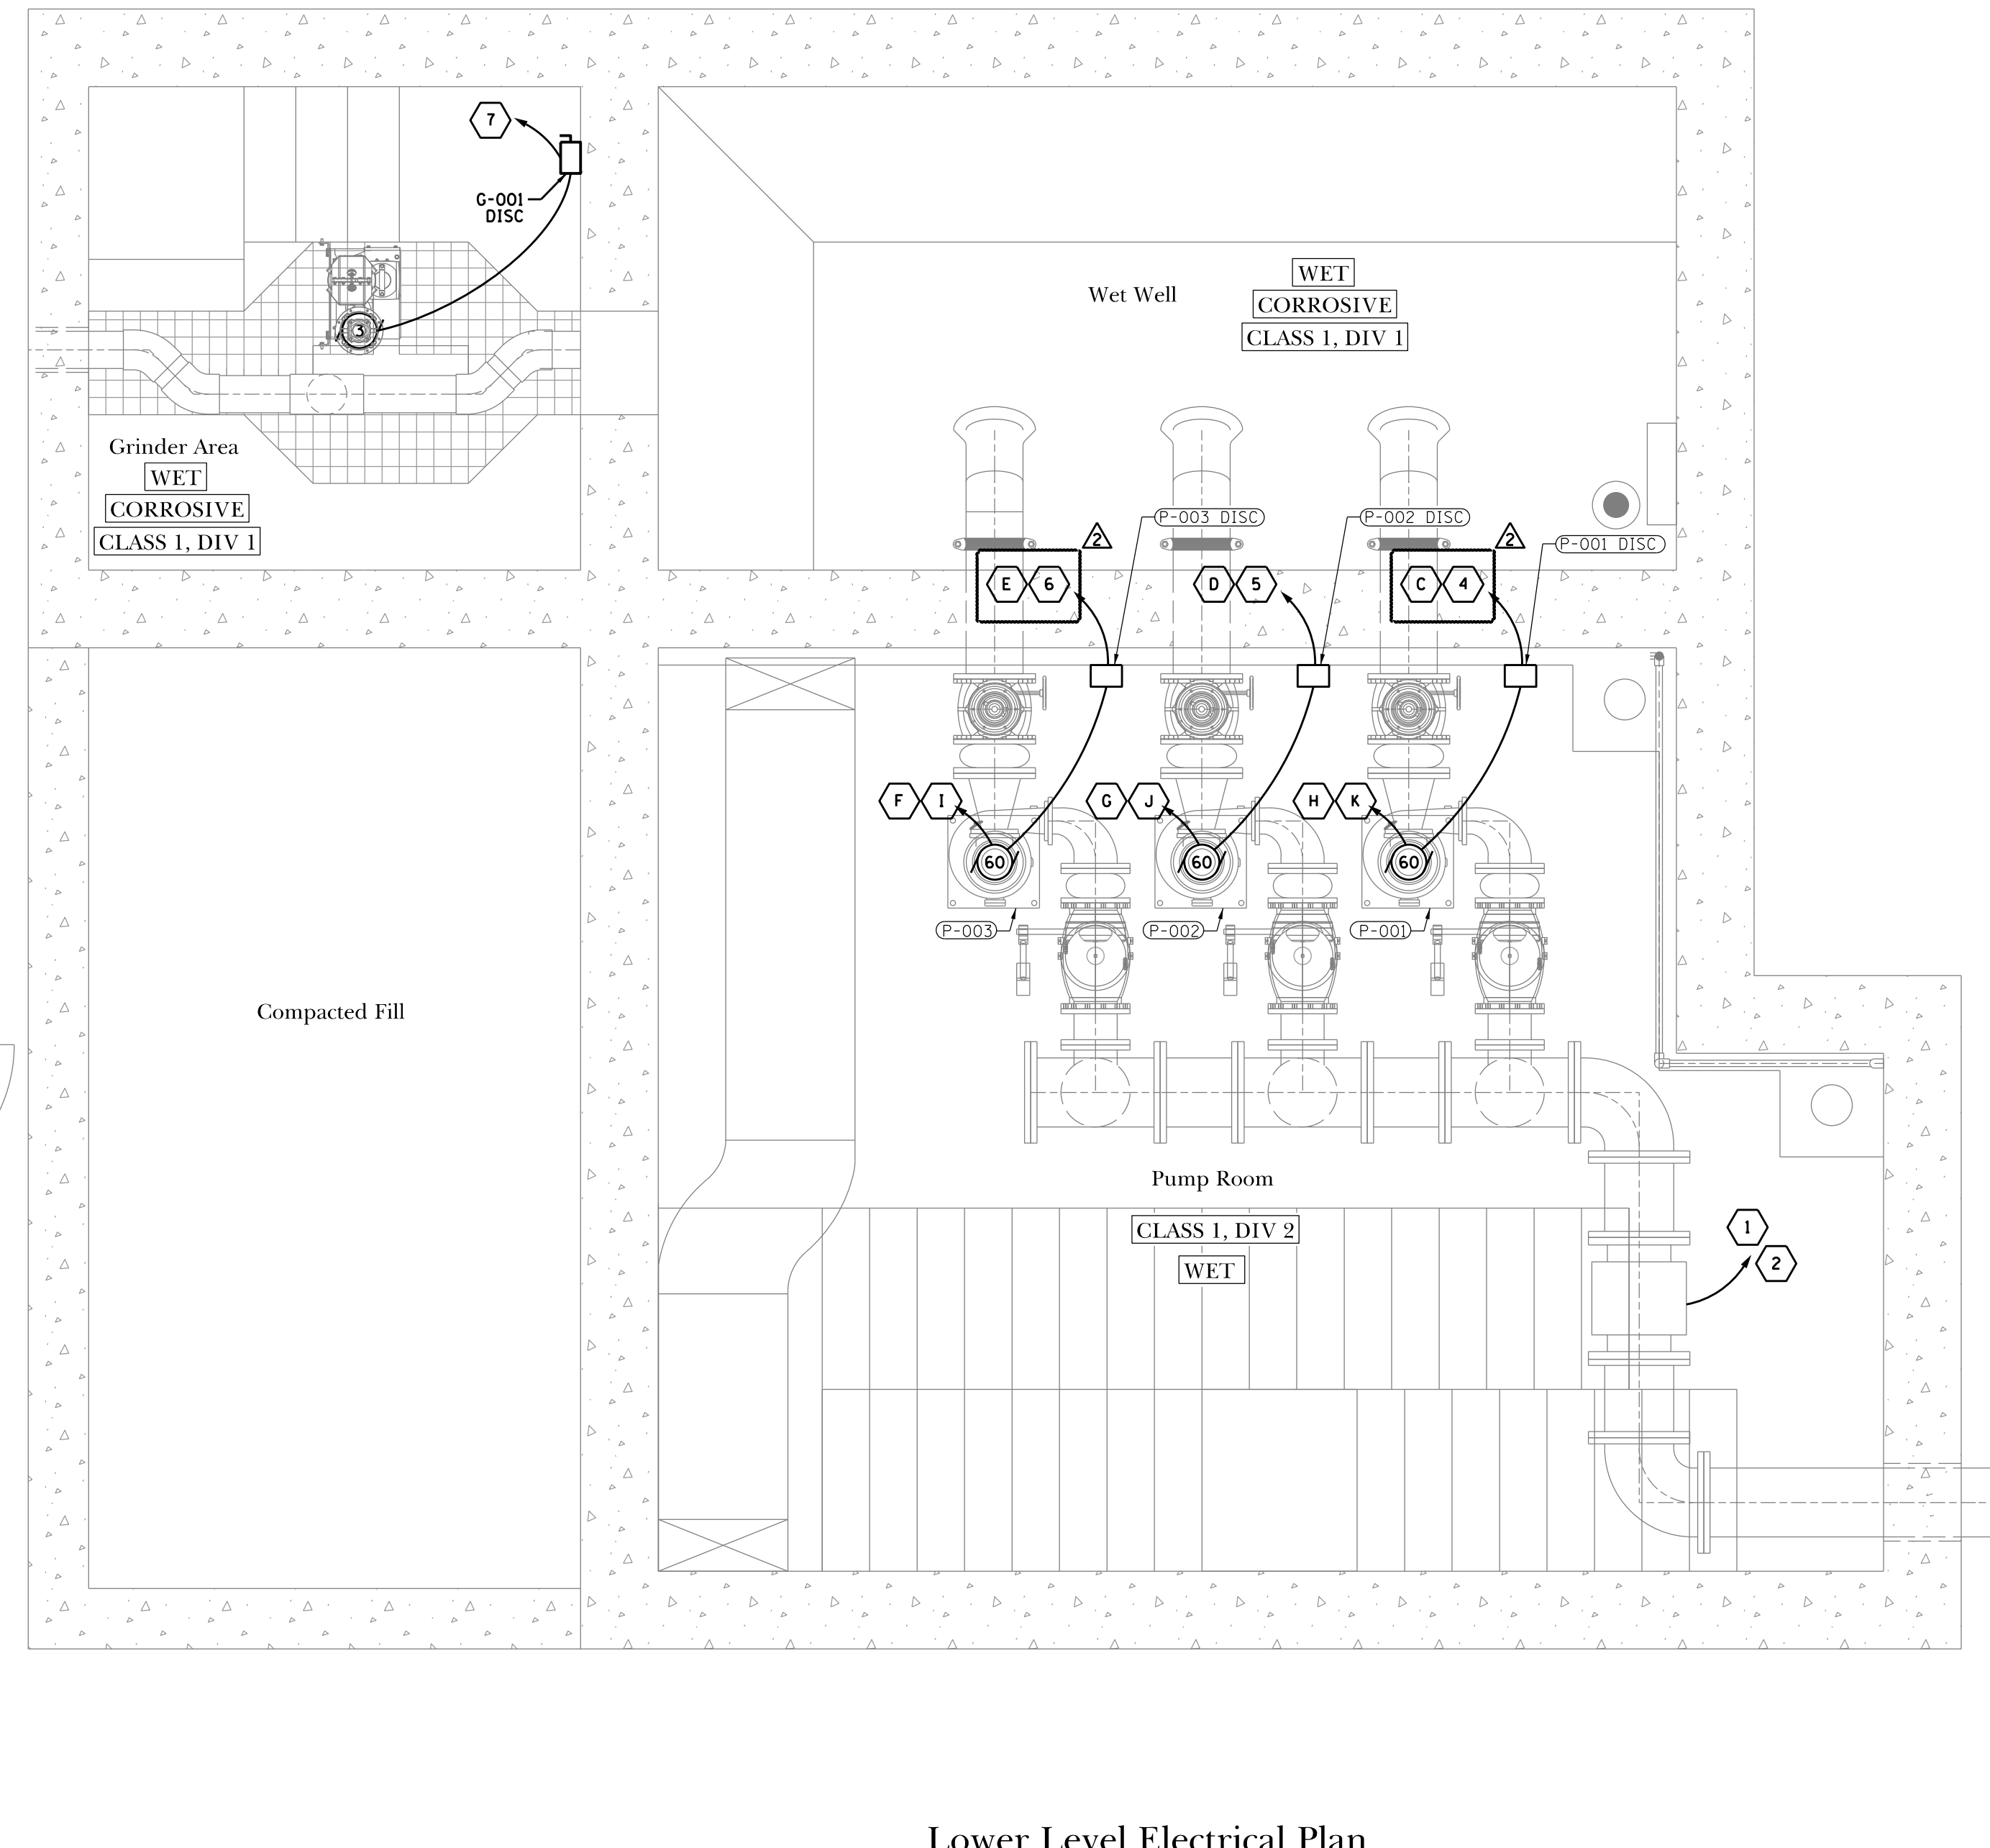 7
G-001
DISC
3
Wet Well
WET
CORROSIVE
CLASS 1, DIV 1
Grinder Area
WET
CORROSIVE
CLASS 1, DIV 1
P-003 DISC
P-002 DISC
P-001 DISC
2
2
E 6
D 5
C 4
F I
G J
H K
60
60
60
P-003
P-002
P-001
Compacted Fill
Pump Room
CLASS 1, DIV 2
WET
1
2
Lower Level Electrical Plan